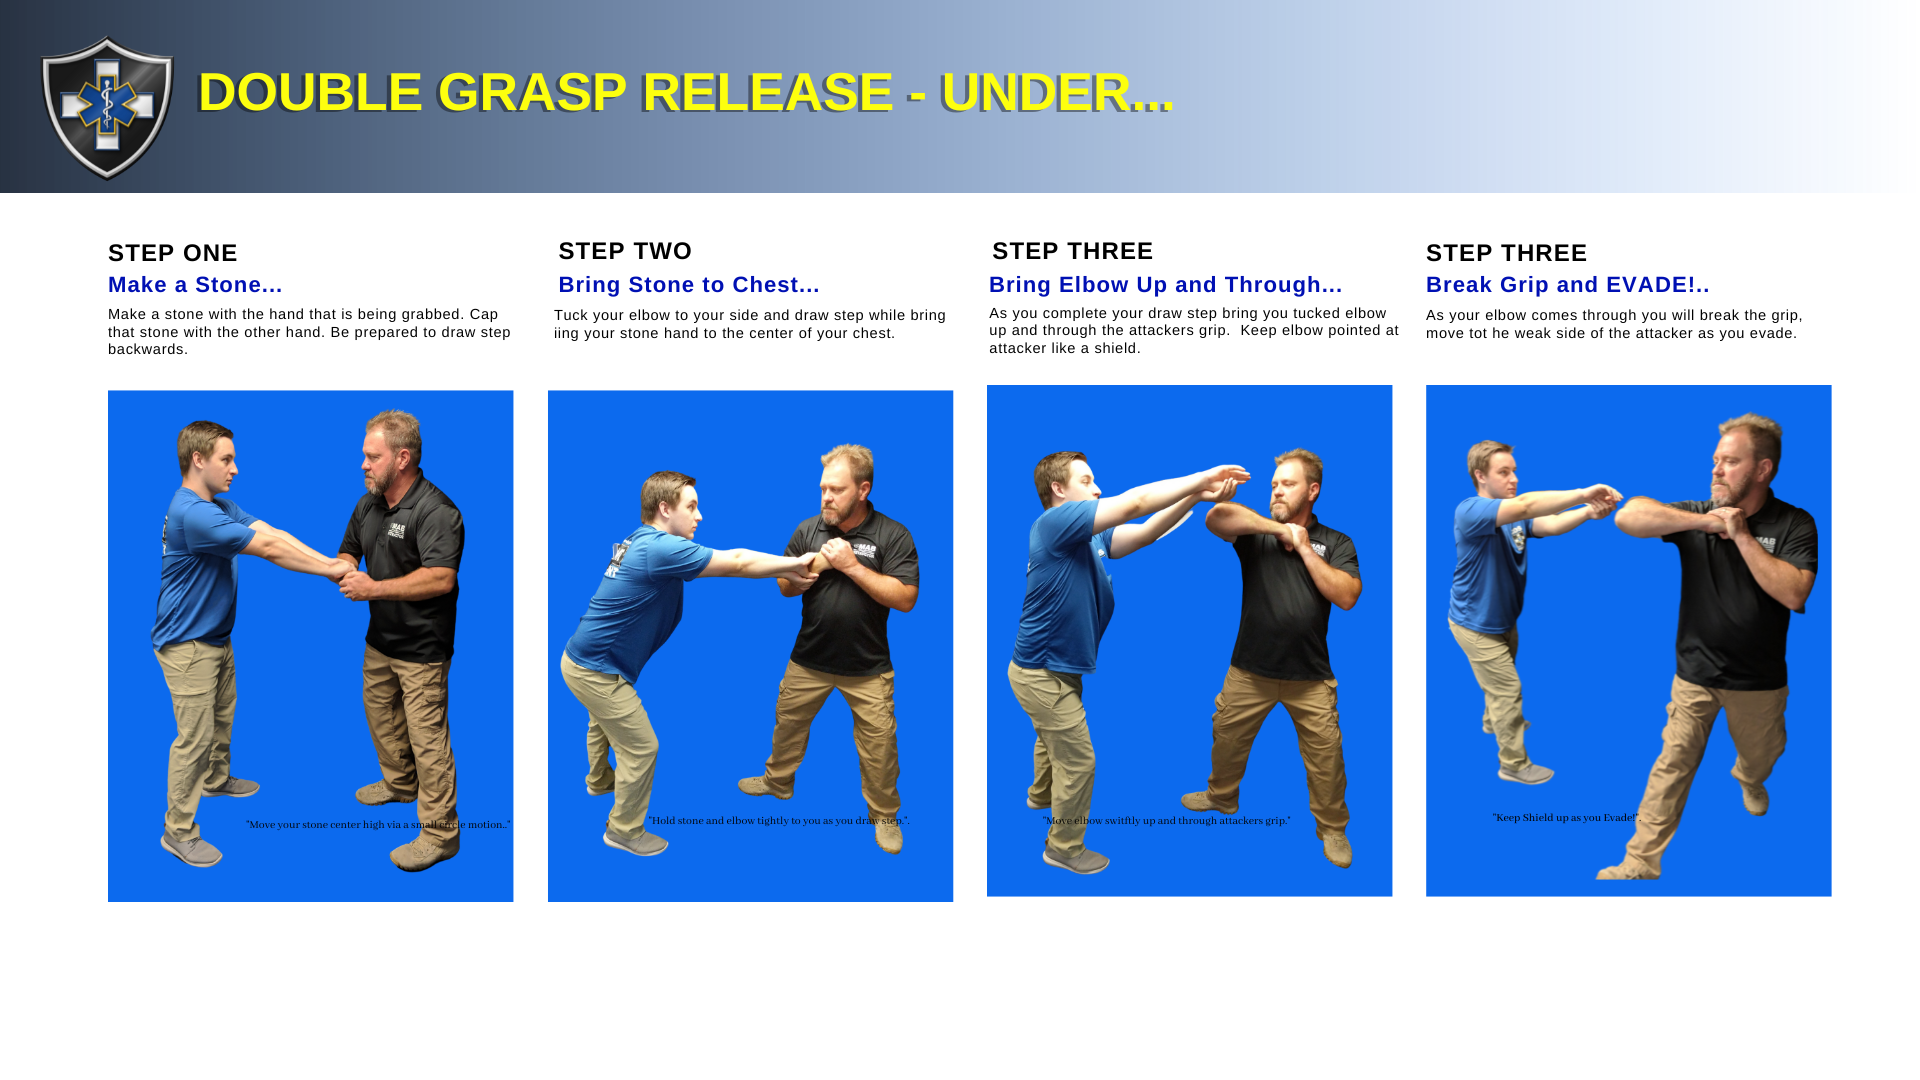 DOUBLE GRASP RELEASE - UNDER...
STEP ONE
Make a Stone...
Make a stone with the hand that is being grabbed. Cap
that stone with the other hand. Be prepared to draw step
backwards.
"Move your stone center high via a small circle motion.."
STEP TWO
Bring Stone to Chest...
Tuck your elbow to your side and draw step while bring
iing your stone hand to the center of your chest.
"Hold stone and elbow tightly to you as you draw step.".
STEP THREE
Bring Elbow Up and Through...
As you complete your draw step bring you tucked elbow
up and through the attackers grip.  Keep elbow pointed at
attacker like a shield.
"Move elbow switftly up and through attackers grip."
STEP THREE
Break Grip and EVADE!..
As your elbow comes through you will break the grip,
move tot he weak side of the attacker as you evade.
"Keep Shield up as you Evade!".
MAB
MAB
MAB
MAB